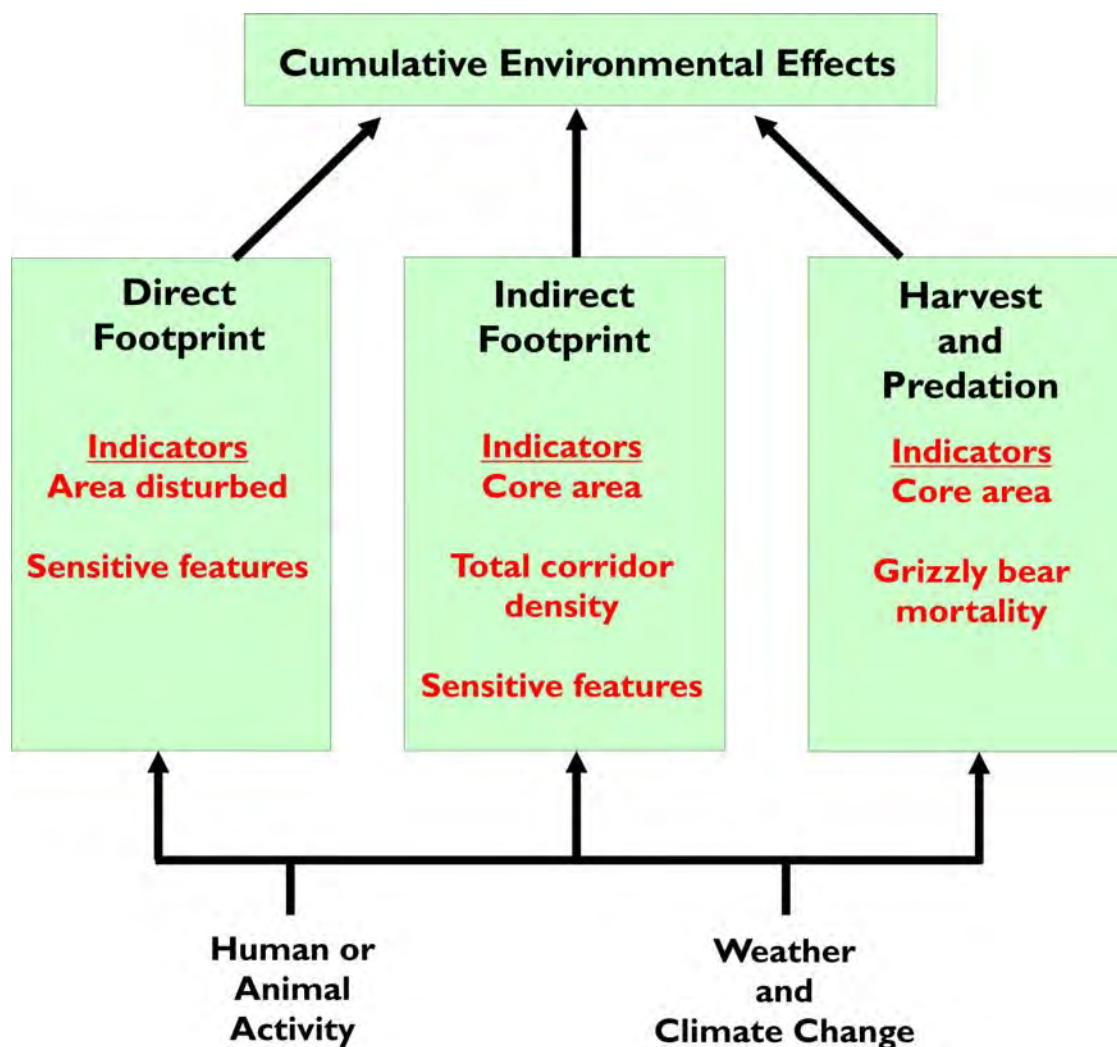 Cumulative Environmental Effects
Direct
Footprint
Indicators
Area disturbed
Sensitive features
Indirect
Footprint
Indicators
Core area
Total corridor
density
Sensitive features
Harvest
and
Predation
Indicators
Core area
Grizzly bear
mortality
Human or
Animal
Activity
Weather
and
Climate Change